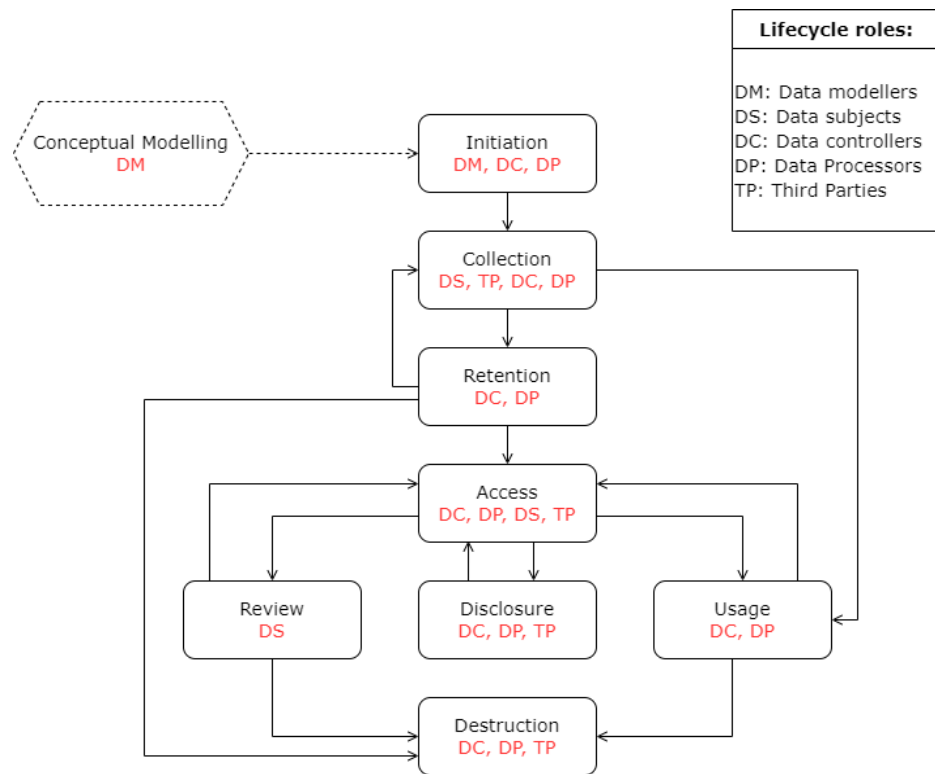 Lifecycle roles:
DM: Data modellers
DS: Data subjects
DC: Data controllers
DP: Data Processors
TP: Third Parties
Conceptual Modelling
DM
Initiation
DM, DC, DP
Collection
DS, TP, DC, DP
Retention
DC, DP
Access
DC, DP, DS, TP
Review
DS
Disclosure
DC, DP, TP
Usage
DC, DP
Destruction
DC, DP, TP